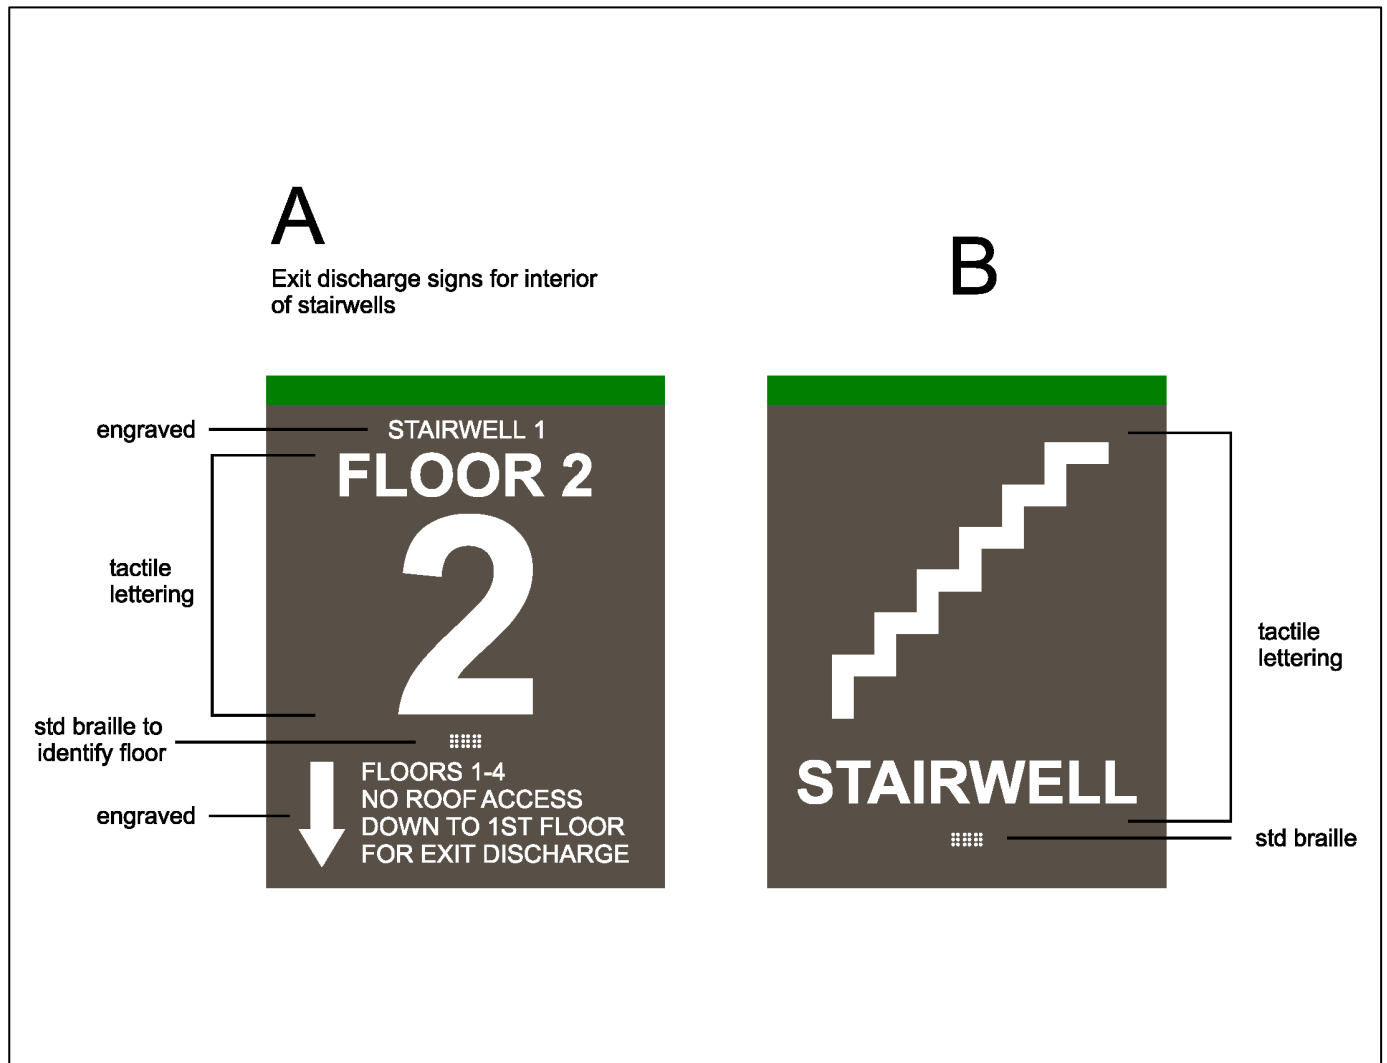 A
Exit discharge signs for interior
of stairwells
engraved
STAIRWELL 1
FLOOR 2
2
tactile
lettering
std braille to
identify floor
engraved
FLOORS 1-4
NO ROOF ACCESS
DOWN TO 1ST FLOOR
FOR EXIT DISCHARGE
B
STAIRWELL
tactile
lettering
std braille